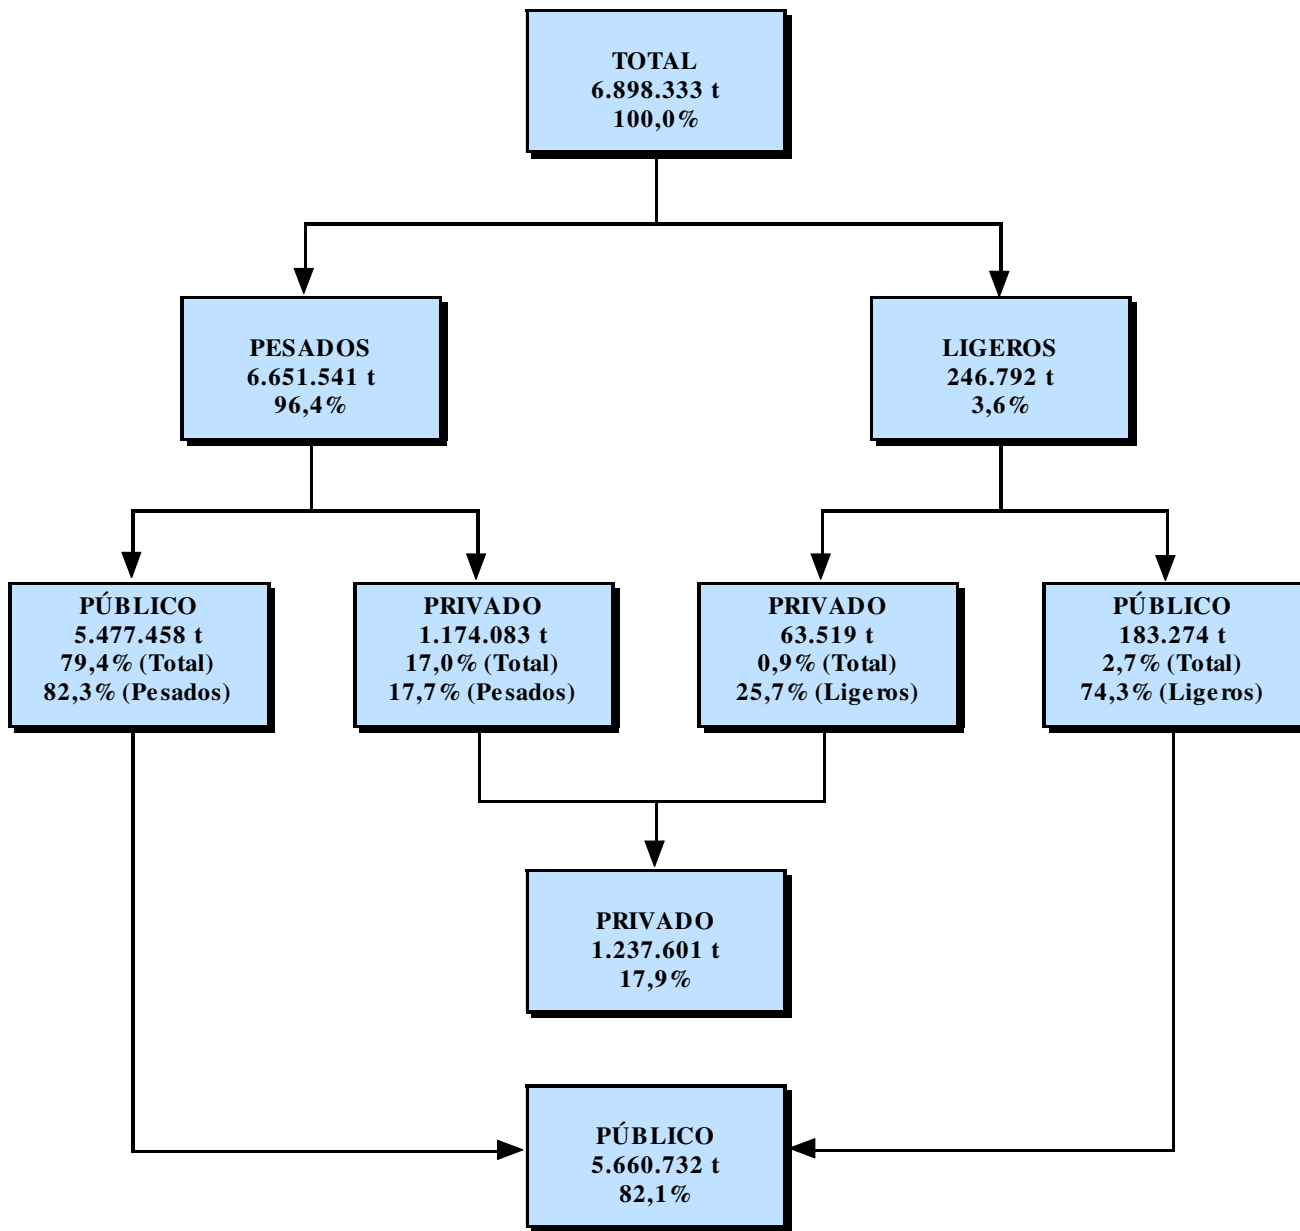 TOTAL
6.898.333 t
100,0%
PESADOS
6.651.541 t
96,4%
LIGEROS
246.792 t
3,6%
PÚBLICO
5.477.458 t
79,4% (Total)
82,3% (Pesados)
PRIVADO
1.174.083 t
17,0% (Total)
17,7% (Pesados)
PRIVADO
63.519 t
0,9% (Total)
25,7% (Ligeros)
PÚBLICO
183.274 t
2,7% (Total)
74,3% (Ligeros)
PRIVADO
1.237.601 t
17,9%
PÚBLICO
5.660.732 t
82,1%